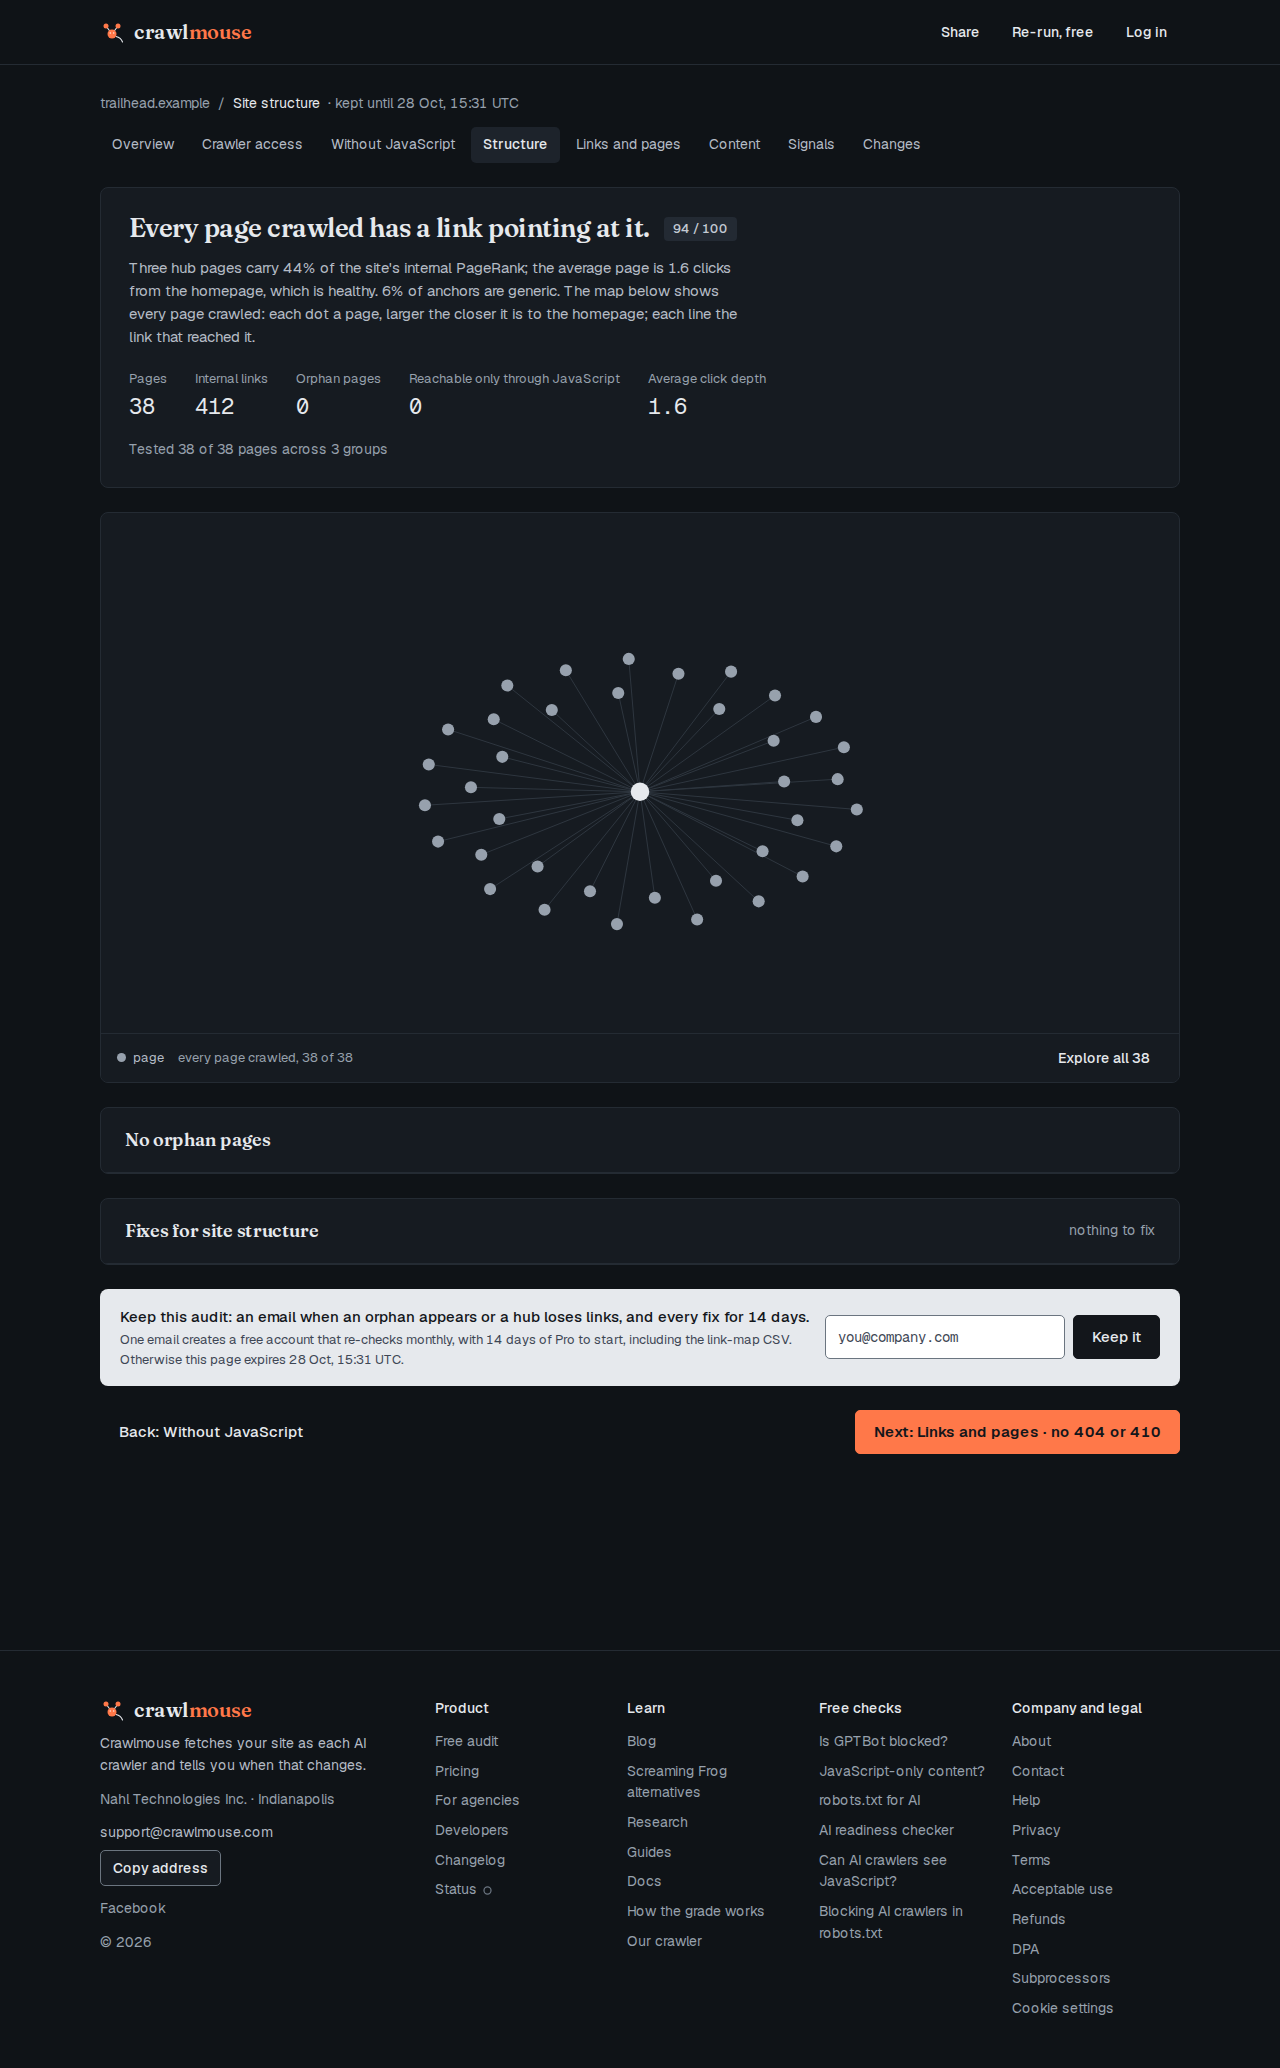 crawlmouse
Share
Re-run, free
Log in
trailhead.example / Site structure · kept until 28 Oct, 15:31 UTC
Overview
Crawler access
Without JavaScript
Structure
Links and pages
Content
Signals
Changes
Every page crawled has a link pointing at it.
94 / 100
Three hub pages carry 44% of the site's internal PageRank; the average page is 1.6 clicks
from the homepage, which is healthy. 6% of anchors are generic. The map below shows
every page crawled: each dot a page, larger the closer it is to the homepage; each line the
link that reached it.
Pages
38
Internal links
412
Orphan pages
0
Reachable only through JavaScript
0
Average click depth
1.6
Tested 38 of 38 pages across 3 groups
page
every page crawled, 38 of 38
Explore all 38
No orphan pages
Fixes for site structure
nothing to fix
Keep this audit: an email when an orphan appears or a hub loses links, and every fix for 14 days.
One email creates a free account that re-checks monthly, with 14 days of Pro to start, including the link-map CSV.
Otherwise this page expires 28 Oct, 15:31 UTC.
you@company.com
Keep it
Back: Without JavaScript
Next: Links and pages · no 404 or 410
crawlmouse
Crawlmouse fetches your site as each AI
crawler and tells you when that changes.
Nahl Technologies Inc. · Indianapolis
support@crawlmouse.com
Copy address
Facebook
© 2026
Product
Free audit
Pricing
For agencies
Developers
Changelog
Status
Learn
Blog
Screaming Frog
alternatives
Research
Guides
Docs
How the grade works
Our crawler
Free checks
Is GPTBot blocked?
JavaScript-only content?
robots.txt for AI
AI readiness checker
Can AI crawlers see
JavaScript?
Blocking AI crawlers in
robots.txt
Company and legal
About
Contact
Help
Privacy
Terms
Acceptable use
Refunds
DPA
Subprocessors
Cookie settings